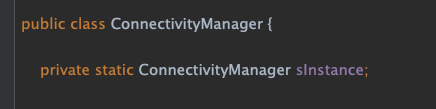 public class ConnectivityManager {
private static ConnectivityManager sInstance;